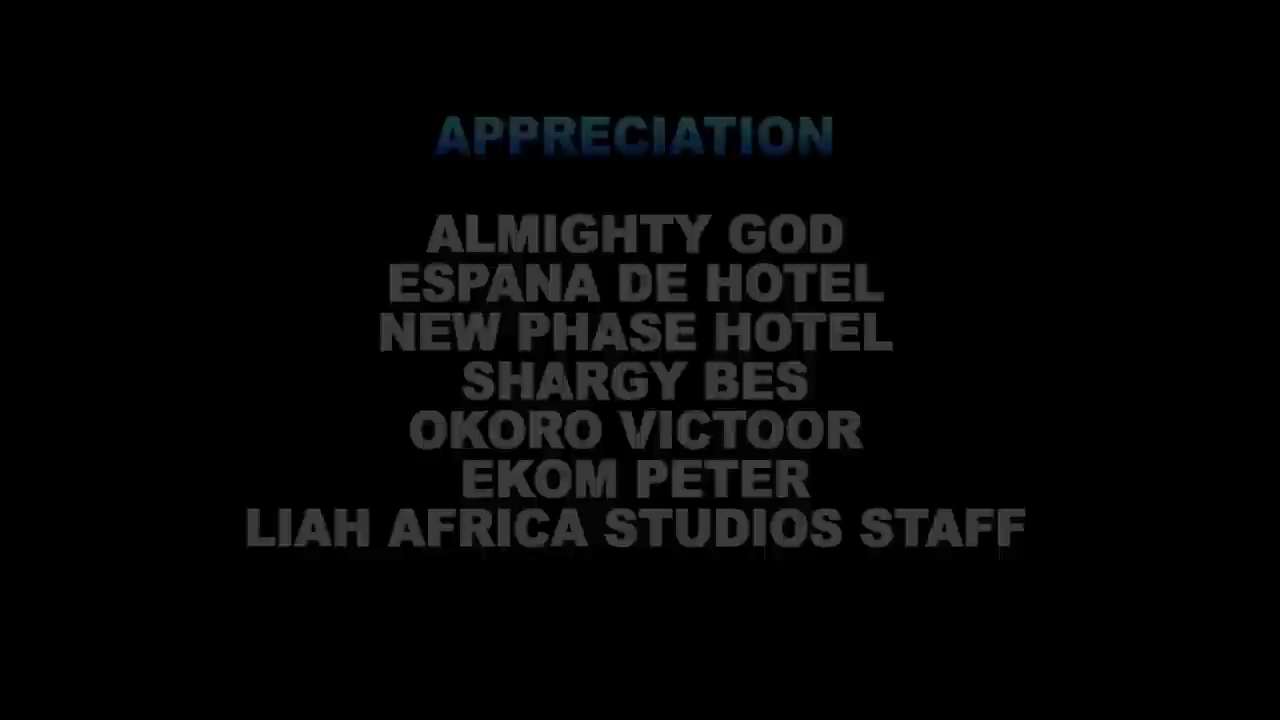 APPRECIATION
ALMIGHTY GOD
ESPANA DE HOTEL
NEW PHASE HOTEL
SHARGY BES
OKORO VICTOOR
EKOM PETER
LIAH AFRICA STUDIOS STAFF